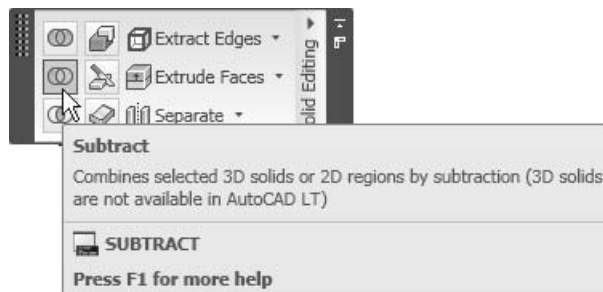 Extract Edges
Extrude Faces
Separate
Solid Editing
Subtract
Combines selected 3D solids or 2D regions by subtraction (3D solids
are not available in AutoCAD LT)
SUBTRACT
Press F1 for more help